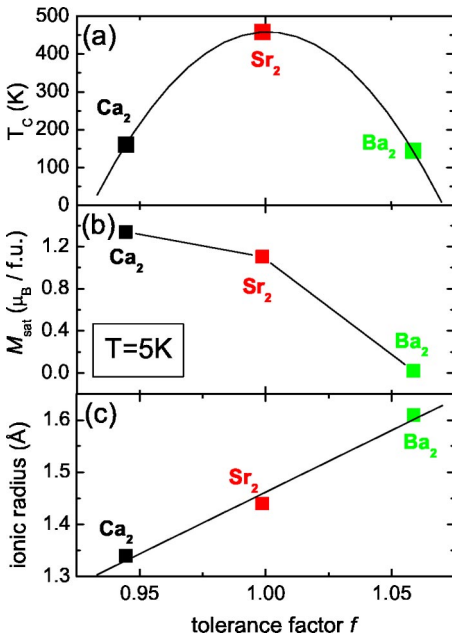 (a)
500
400
300
200
100
0
T_C (K)
Ca₂
Sr₂
Ba₂
(b)
1.2
0.8
0.4
0.0
M_sat (μ_B / f.u.)
Ca₂
Sr₂
Ba₂
T=5K
(c)
1.6
1.5
1.4
1.3
ionic radius (Å)
Ca₂
Sr₂
Ba₂
0.95 1.00 1.05
tolerance factor f